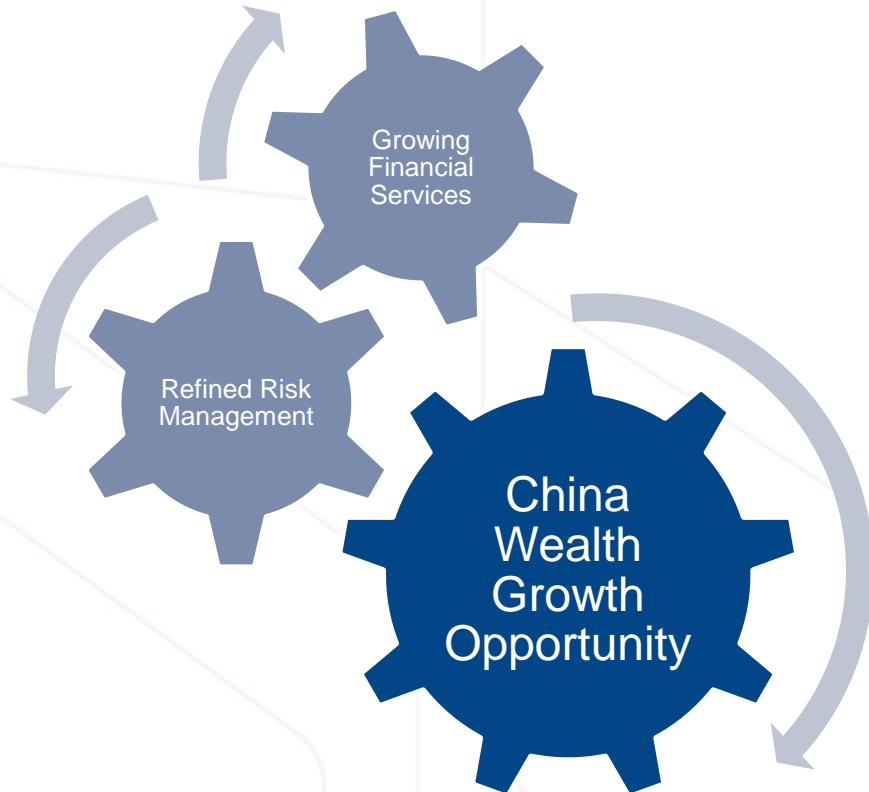 Growing
Financial
Services
Refined Risk
Management
China
Wealth
Growth
Opportunity